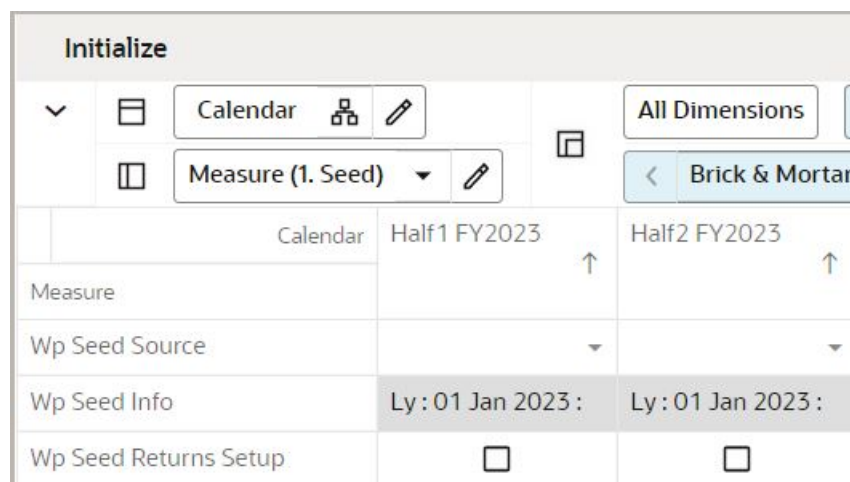 Initialize
Calendar All Dimensions
Measure (1. Seed) Brick & Mortar
Calendar Half1 FY2023 Half2 FY2023
Measure
Wp Seed Source
Wp Seed Info Ly : 01 Jan 2023 : Ly : 01 Jan 2023 :
Wp Seed Returns Setup